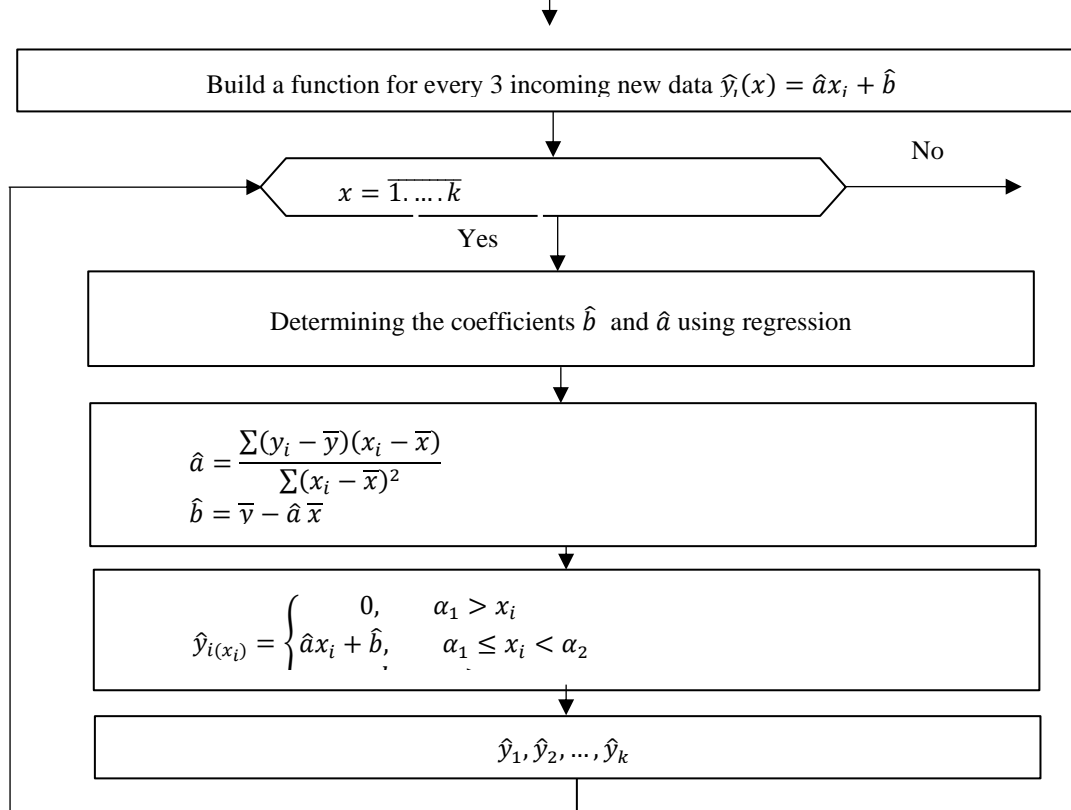 Build a function for every 3 incoming new data ŷᵢ(x) = âxᵢ + b̂
No
x = 1. … . k
Yes
Determining the coefficients b̂ and â using regression
â = ∑(yᵢ − y̅)(xᵢ − x̅)
∑(xᵢ − x̅)²
b̂ = y̅ − â x̅
0, α₁ > xᵢ
ŷᵢ₍ₓᵢ₎ = { âxᵢ + b̂, α₁ ≤ xᵢ < α₂
ŷ₁, ŷ₂, … , ŷₖ